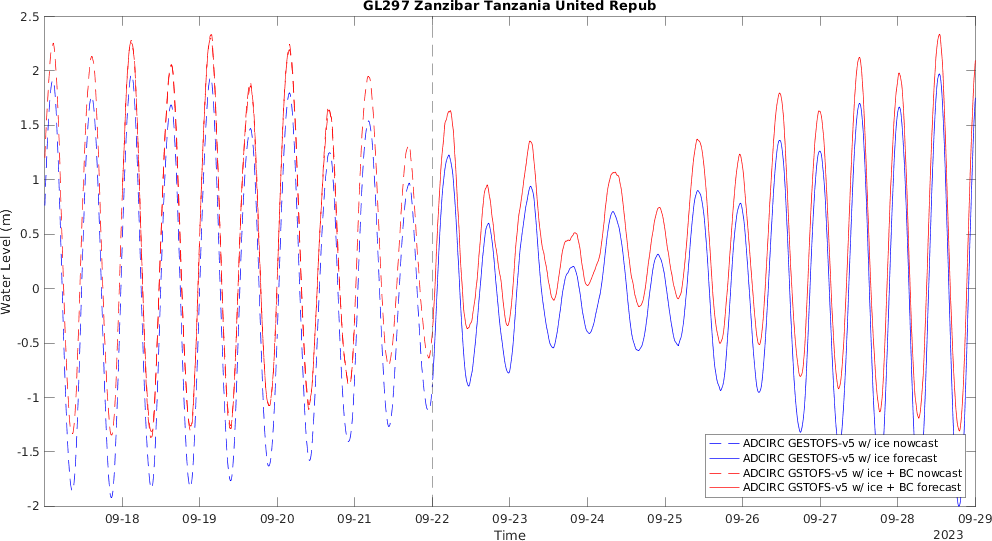 GL297 Zanzibar Tanzania United Repub
2.5
2
1.5
1
0.5
0
-0.5
-1
-1.5
-2
Water Level (m)
ADCIRC GESTOFS-v5 w/ ice nowcast
ADCIRC GESTOFS-v5 w/ ice forecast
ADCIRC GSTOFS-v5 w/ ice + BC nowcast
ADCIRC GSTOFS-v5 w/ ice + BC forecast
09-18 09-19 09-20 09-21 09-22 09-23 09-24 09-25 09-26 09-27 09-28 09-29
Time
2023